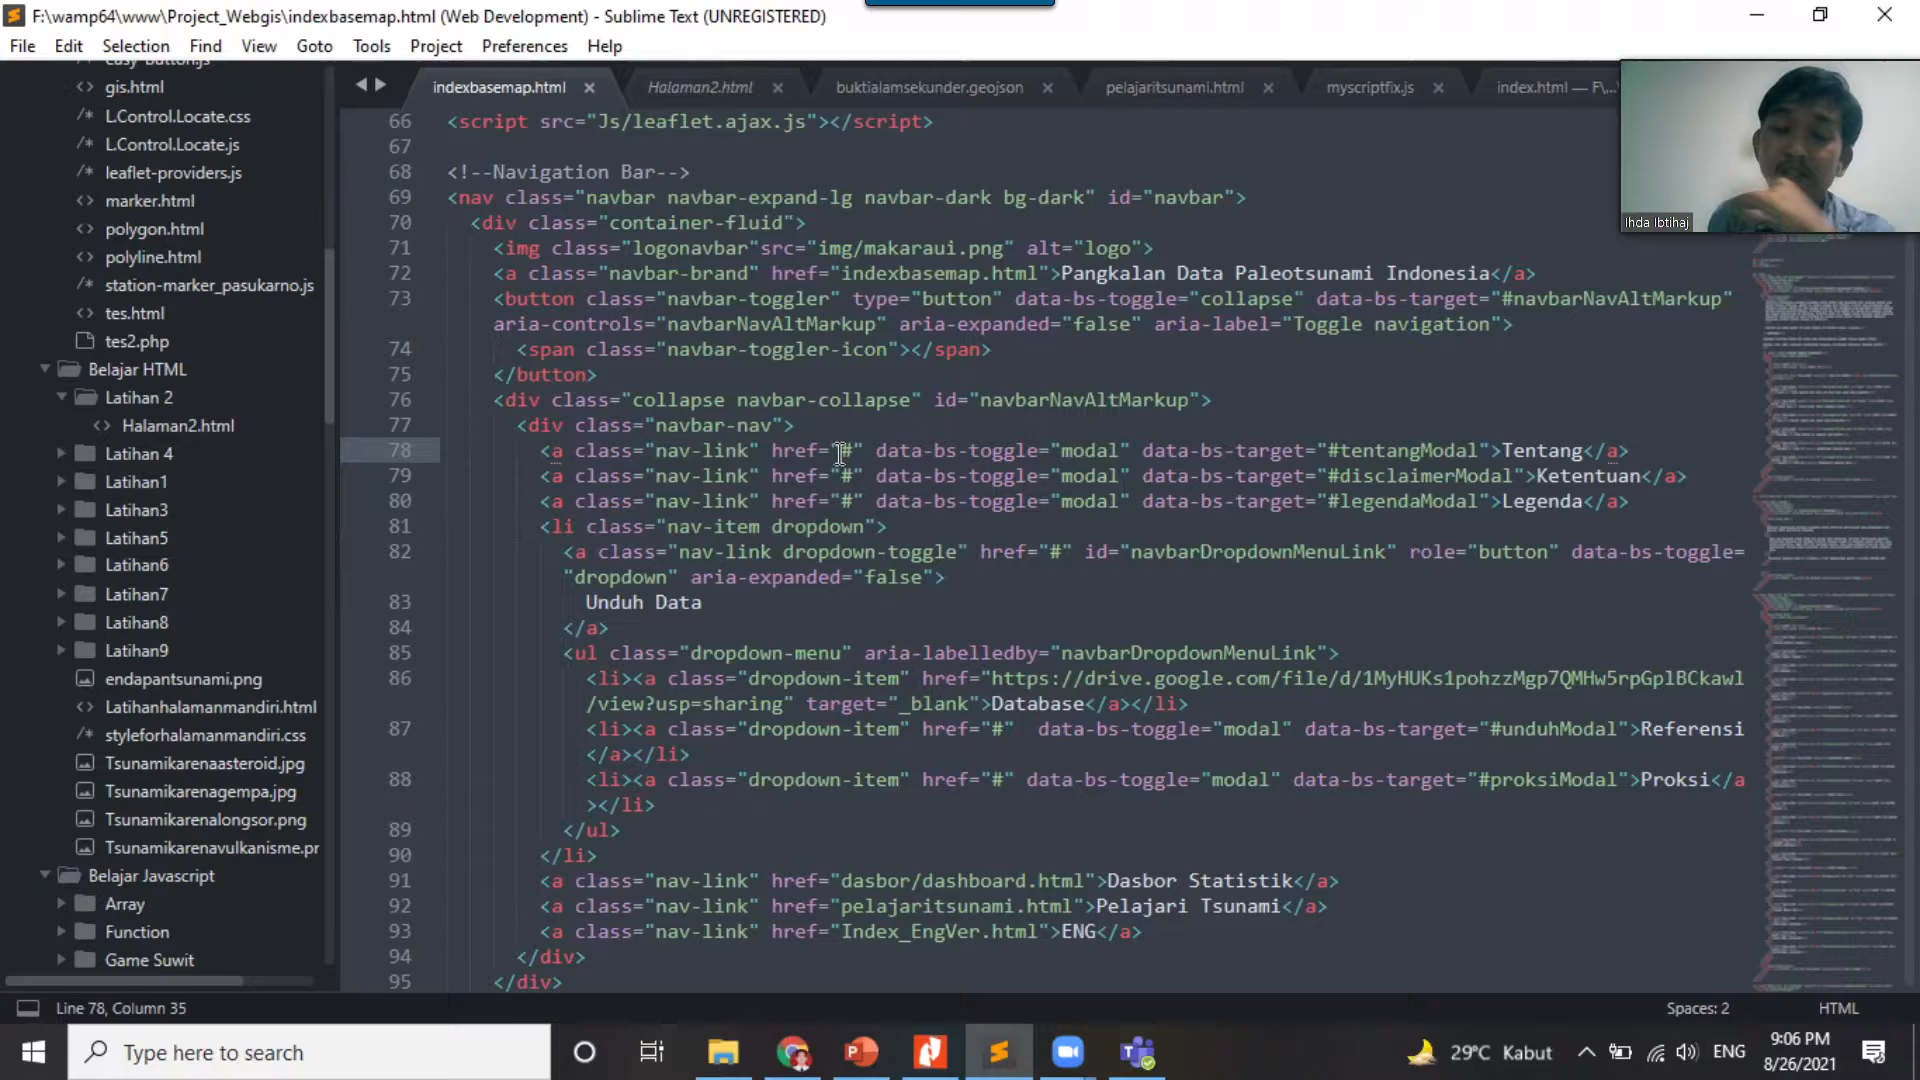 F:\wamp64\www\Project_Webgis\indexbasemap.html (Web Development) - Sublime Text (UNREGISTERED)
File Edit Selection Find View Goto Tools Project Preferences Help
easy-button.js
gis.html
L.Control.Locate.css
L.Control.Locate.js
leaflet-providers.js
marker.html
polygon.html
polyline.html
station-marker_pasukarno.js
tes.html
tes2.php
Belajar HTML
Latihan 2
Halaman2.html
Latihan 4
Latihan1
Latihan3
Latihan5
Latihan6
Latihan7
Latihan8
Latihan9
endapantsunami.png
Latihanhalamanmandiri.html
styleforhalamanmandiri.css
Tsunamikarenaasteroid.jpg
Tsunamikarenagempa.jpg
Tsunamikarenalongsor.png
Tsunamikarenavulkanisme.pr
Belajar Javascript
Array
Function
Game Suwit
indexbasemap.html Halaman2.html buktialamsekunder.geojson pelajaritsunami.html myscriptfix.js index.html — F\...
66 <script src="Js/leaflet.ajax.js"></script>
67
68 <!--Navigation Bar-->
69 <nav class="navbar navbar-expand-lg navbar-dark bg-dark" id="navbar">
70 <div class="container-fluid">
71 <img class="logonavbar"src="img/makaraui.png" alt="logo">
72 <a class="navbar-brand" href="indexbasemap.html">Pangkalan Data Paleotsunami Indonesia</a>
73 <button class="navbar-toggler" type="button" data-bs-toggle="collapse" data-bs-target="#navbarNavAltMarkup"
aria-controls="navbarNavAltMarkup" aria-expanded="false" aria-label="Toggle navigation">
74 <span class="navbar-toggler-icon"></span>
75 </button>
76 <div class="collapse navbar-collapse" id="navbarNavAltMarkup">
77 <div class="navbar-nav">
78 <a class="nav-link" href="#" data-bs-toggle="modal" data-bs-target="#tentangModal">Tentang</a>
79 <a class="nav-link" href="#" data-bs-toggle="modal" data-bs-target="#disclaimerModal">Ketentuan</a>
80 <a class="nav-link" href="#" data-bs-toggle="modal" data-bs-target="#legendaModal">Legenda</a>
81 <li class="nav-item dropdown">
82 <a class="nav-link dropdown-toggle" href="#" id="navbarDropdownMenuLink" role="button" data-bs-toggle=
"dropdown" aria-expanded="false">
83 Unduh Data
84 </a>
85 <ul class="dropdown-menu" aria-labelledby="navbarDropdownMenuLink">
86 <li><a class="dropdown-item" href="https://drive.google.com/file/d/1MyHUKs1pohzzMgp7QMHw5rpGplBCkawl
/view?usp=sharing" target="_blank">Database</a></li>
87 <li><a class="dropdown-item" href="#"  data-bs-toggle="modal" data-bs-target="#unduhModal">Referensi
</a></li>
88 <li><a class="dropdown-item" href="#" data-bs-toggle="modal" data-bs-target="#proksiModal">Proksi</a
></li>
89 </ul>
90 </li>
91 <a class="nav-link" href="dasbor/dashboard.html">Dasbor Statistik</a>
92 <a class="nav-link" href="pelajaritsunami.html">Pelajari Tsunami</a>
93 <a class="nav-link" href="Index_EngVer.html">ENG</a>
94 </div>
95 </div>
Ihda Ibtihaj
Line 78, Column 35
Spaces: 2 HTML
Type here to search
29°C Kabut
ENG
9:06 PM
8/26/2021